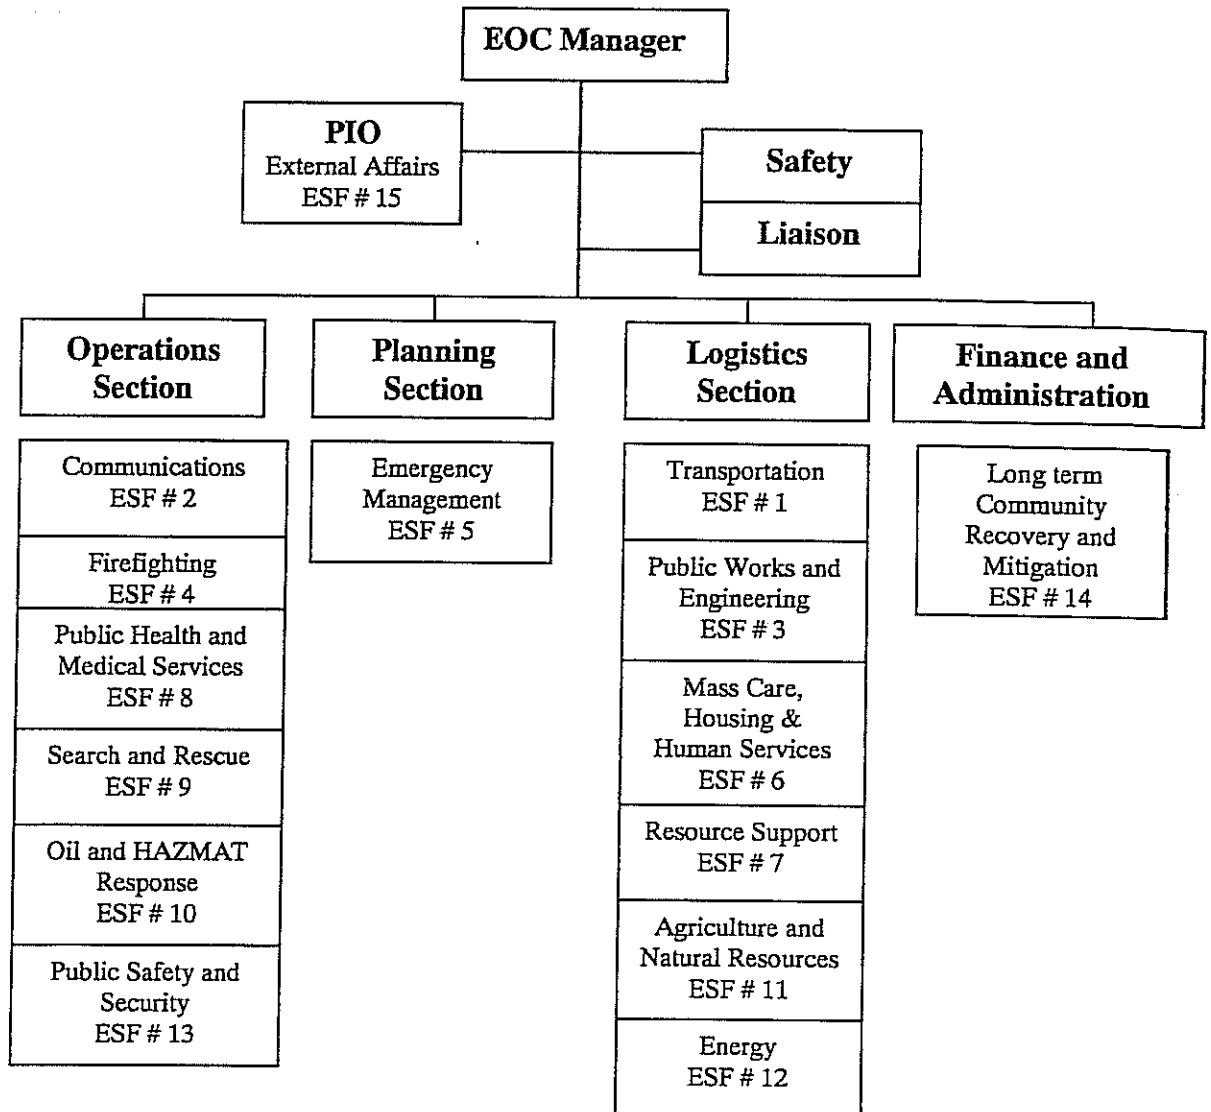 EOC Manager
PIO
External Affairs
ESF # 15
Safety
Liaison
Operations
Section
Communications
ESF # 2
Firefighting
ESF # 4
Public Health and
Medical Services
ESF # 8
Search and Rescue
ESF # 9
Oil and HAZMAT
Response
ESF # 10
Public Safety and
Security
ESF # 13
Planning
Section
Emergency
Management
ESF # 5
Logistics
Section
Transportation
ESF # 1
Public Works and
Engineering
ESF # 3
Mass Care,
Housing &
Human Services
ESF # 6
Resource Support
ESF # 7
Agriculture and
Natural Resources
ESF # 11
Energy
ESF # 12
Finance and
Administration
Long term
Community
Recovery and
Mitigation
ESF # 14